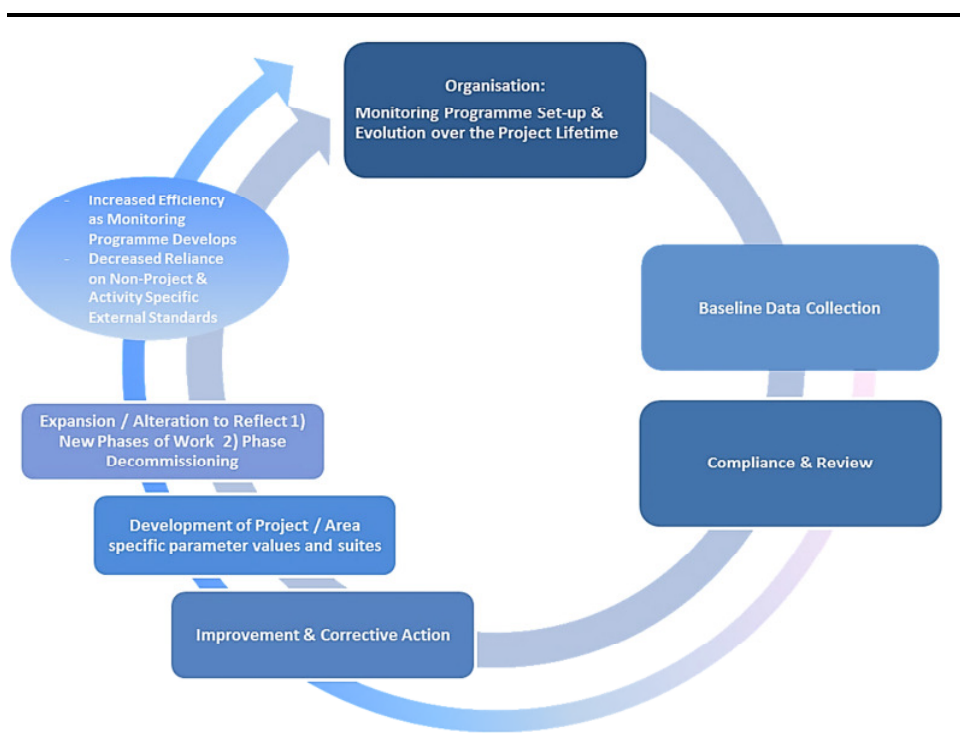 Organisation:
Monitoring Programme Set-up &
Evolution over the Project Lifetime
Baseline Data Collection
Compliance & Review
Improvement & Corrective Action
Development of Project / Area
specific parameter values and suites
Expansion / Alteration to Reflect 1)
New Phases of Work 2) Phase
Decommissioning
- Increased Efficiency
as Monitoring
Programme Develops
- Decreased Reliance
on Non-Project &
Activity Specific
External Standards